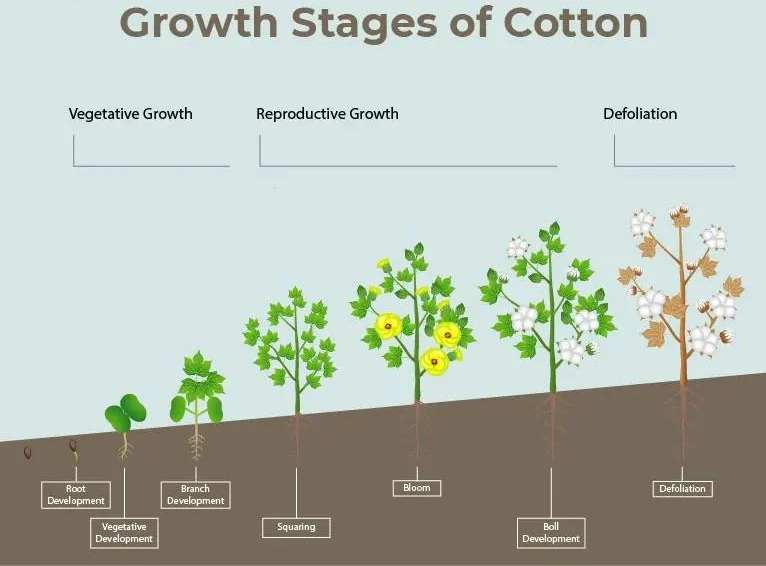 Growth Stages of Cotton
Vegetative Growth
Reproductive Growth
Defoliation
Root
Development
Vegetative
Development
Branch
Development
Squaring
Bloom
Boll
Development
Defoliation